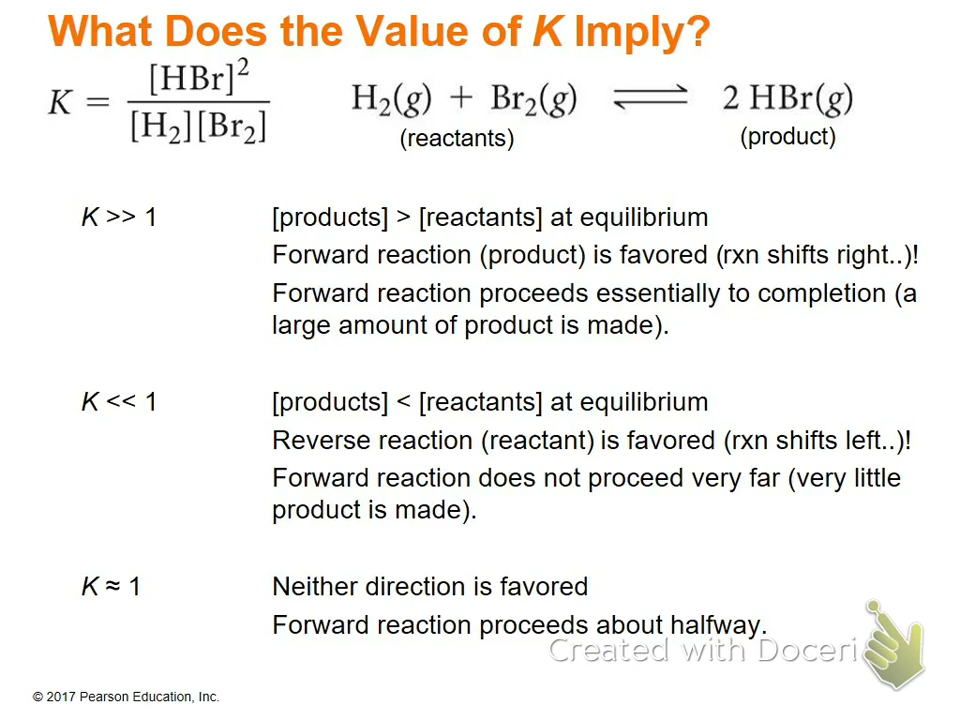 What Does the Value of K Imply?
K = [HBr]² / [H₂][Br₂]
H₂(g) + Br₂(g) ⇌ 2 HBr(g)
(reactants) (product)
K >> 1 [products] > [reactants] at equilibrium
Forward reaction (product) is favored (rxn shifts right..)!
Forward reaction proceeds essentially to completion (a
large amount of product is made).
K << 1 [products] < [reactants] at equilibrium
Reverse reaction (reactant) is favored (rxn shifts left..)!
Forward reaction does not proceed very far (very little
product is made).
K ≈ 1 Neither direction is favored
Forward reaction proceeds about halfway.
Created with Doceri
© 2017 Pearson Education, Inc.